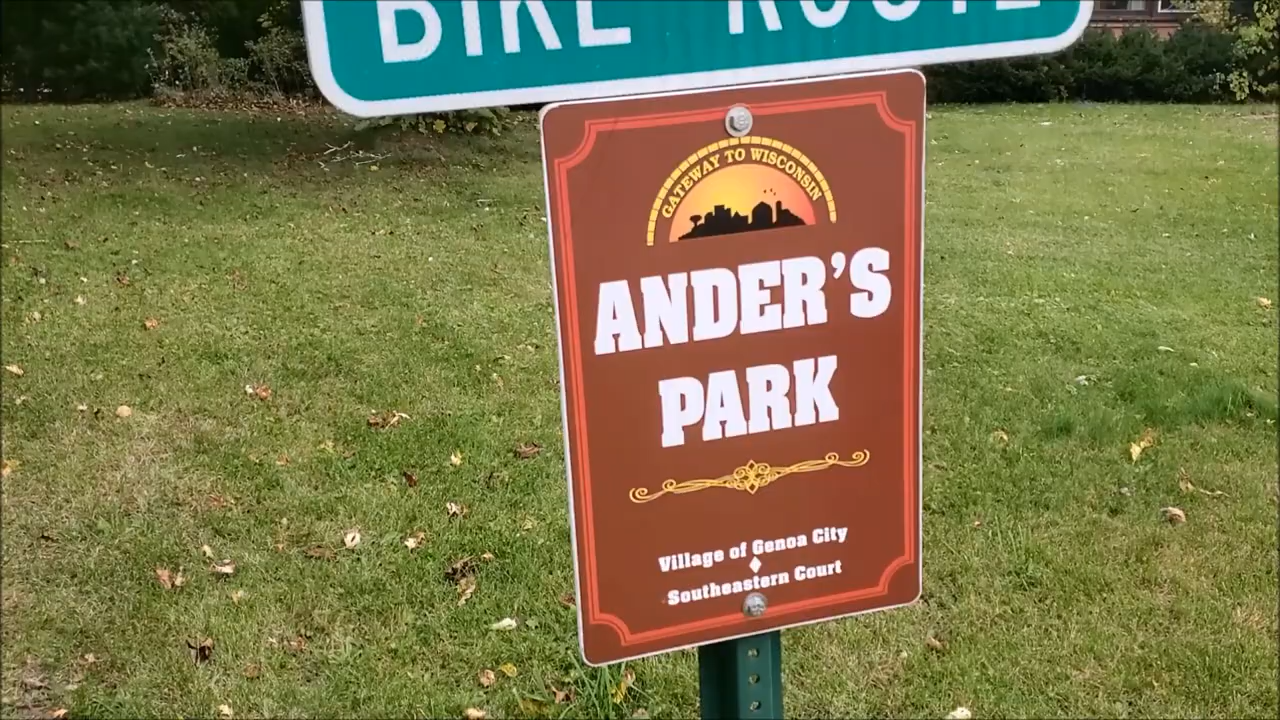 BIKE ROUTE
GATEWAY TO WISCONSIN
ANDER'S
PARK
Village of Genoa City
Southeastern Court